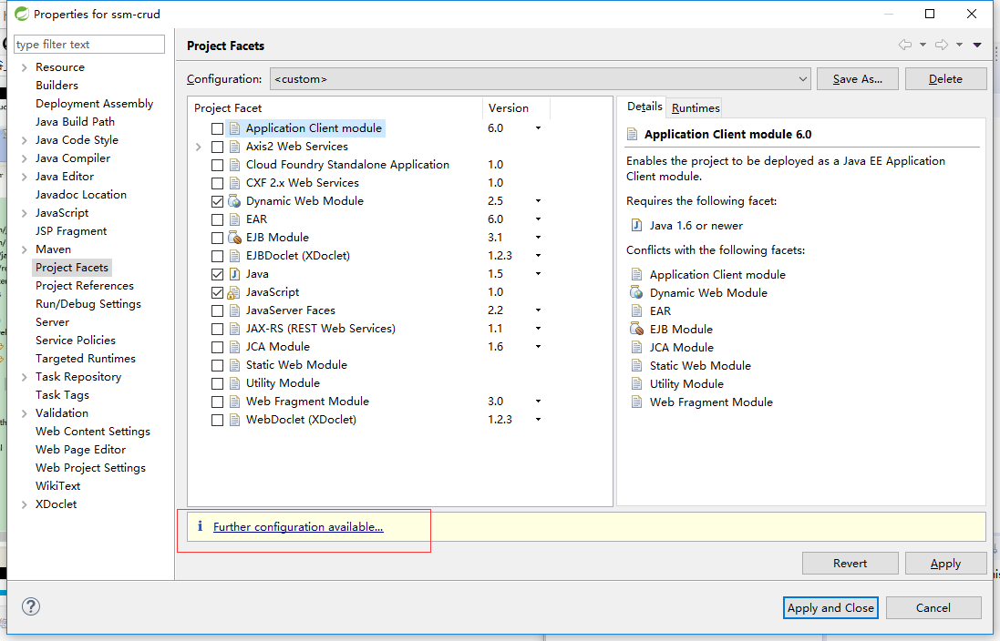 Properties for ssm-crud
type filter text
Resource
Builders
Deployment Assembly
Java Build Path
Java Code Style
Java Compiler
Java Editor
Javadoc Location
JavaScript
JSP Fragment
Maven
Project Facets
Project References
Run/Debug Settings
Server
Service Policies
Targeted Runtimes
Task Repository
Task Tags
Validation
Web Content Settings
Web Page Editor
Web Project Settings
WikiText
XDoclet
Project Facets
Configuration: <custom> Save As... Delete
Project Facet Version
Application Client module 6.0
Axis2 Web Services
Cloud Foundry Standalone Application 1.0
CXF 2.x Web Services 1.0
Dynamic Web Module 2.5
EAR 6.0
EJB Module 3.1
EJBDoclet (XDoclet) 1.2.3
Java 1.5
JavaScript 1.0
JavaServer Faces 2.2
JAX-RS (REST Web Services) 1.1
JCA Module 1.6
Static Web Module
Utility Module
Web Fragment Module 3.0
WebDoclet (XDoclet) 1.2.3
Details Runtimes
Application Client module 6.0
Enables the project to be deployed as a Java EE Application
Client module.
Requires the following facet:
Java 1.6 or newer
Conflicts with the following facets:
Application Client module
Dynamic Web Module
EAR
EJB Module
JCA Module
Static Web Module
Utility Module
Web Fragment Module
Further configuration available...
Revert Apply
Apply and Close Cancel